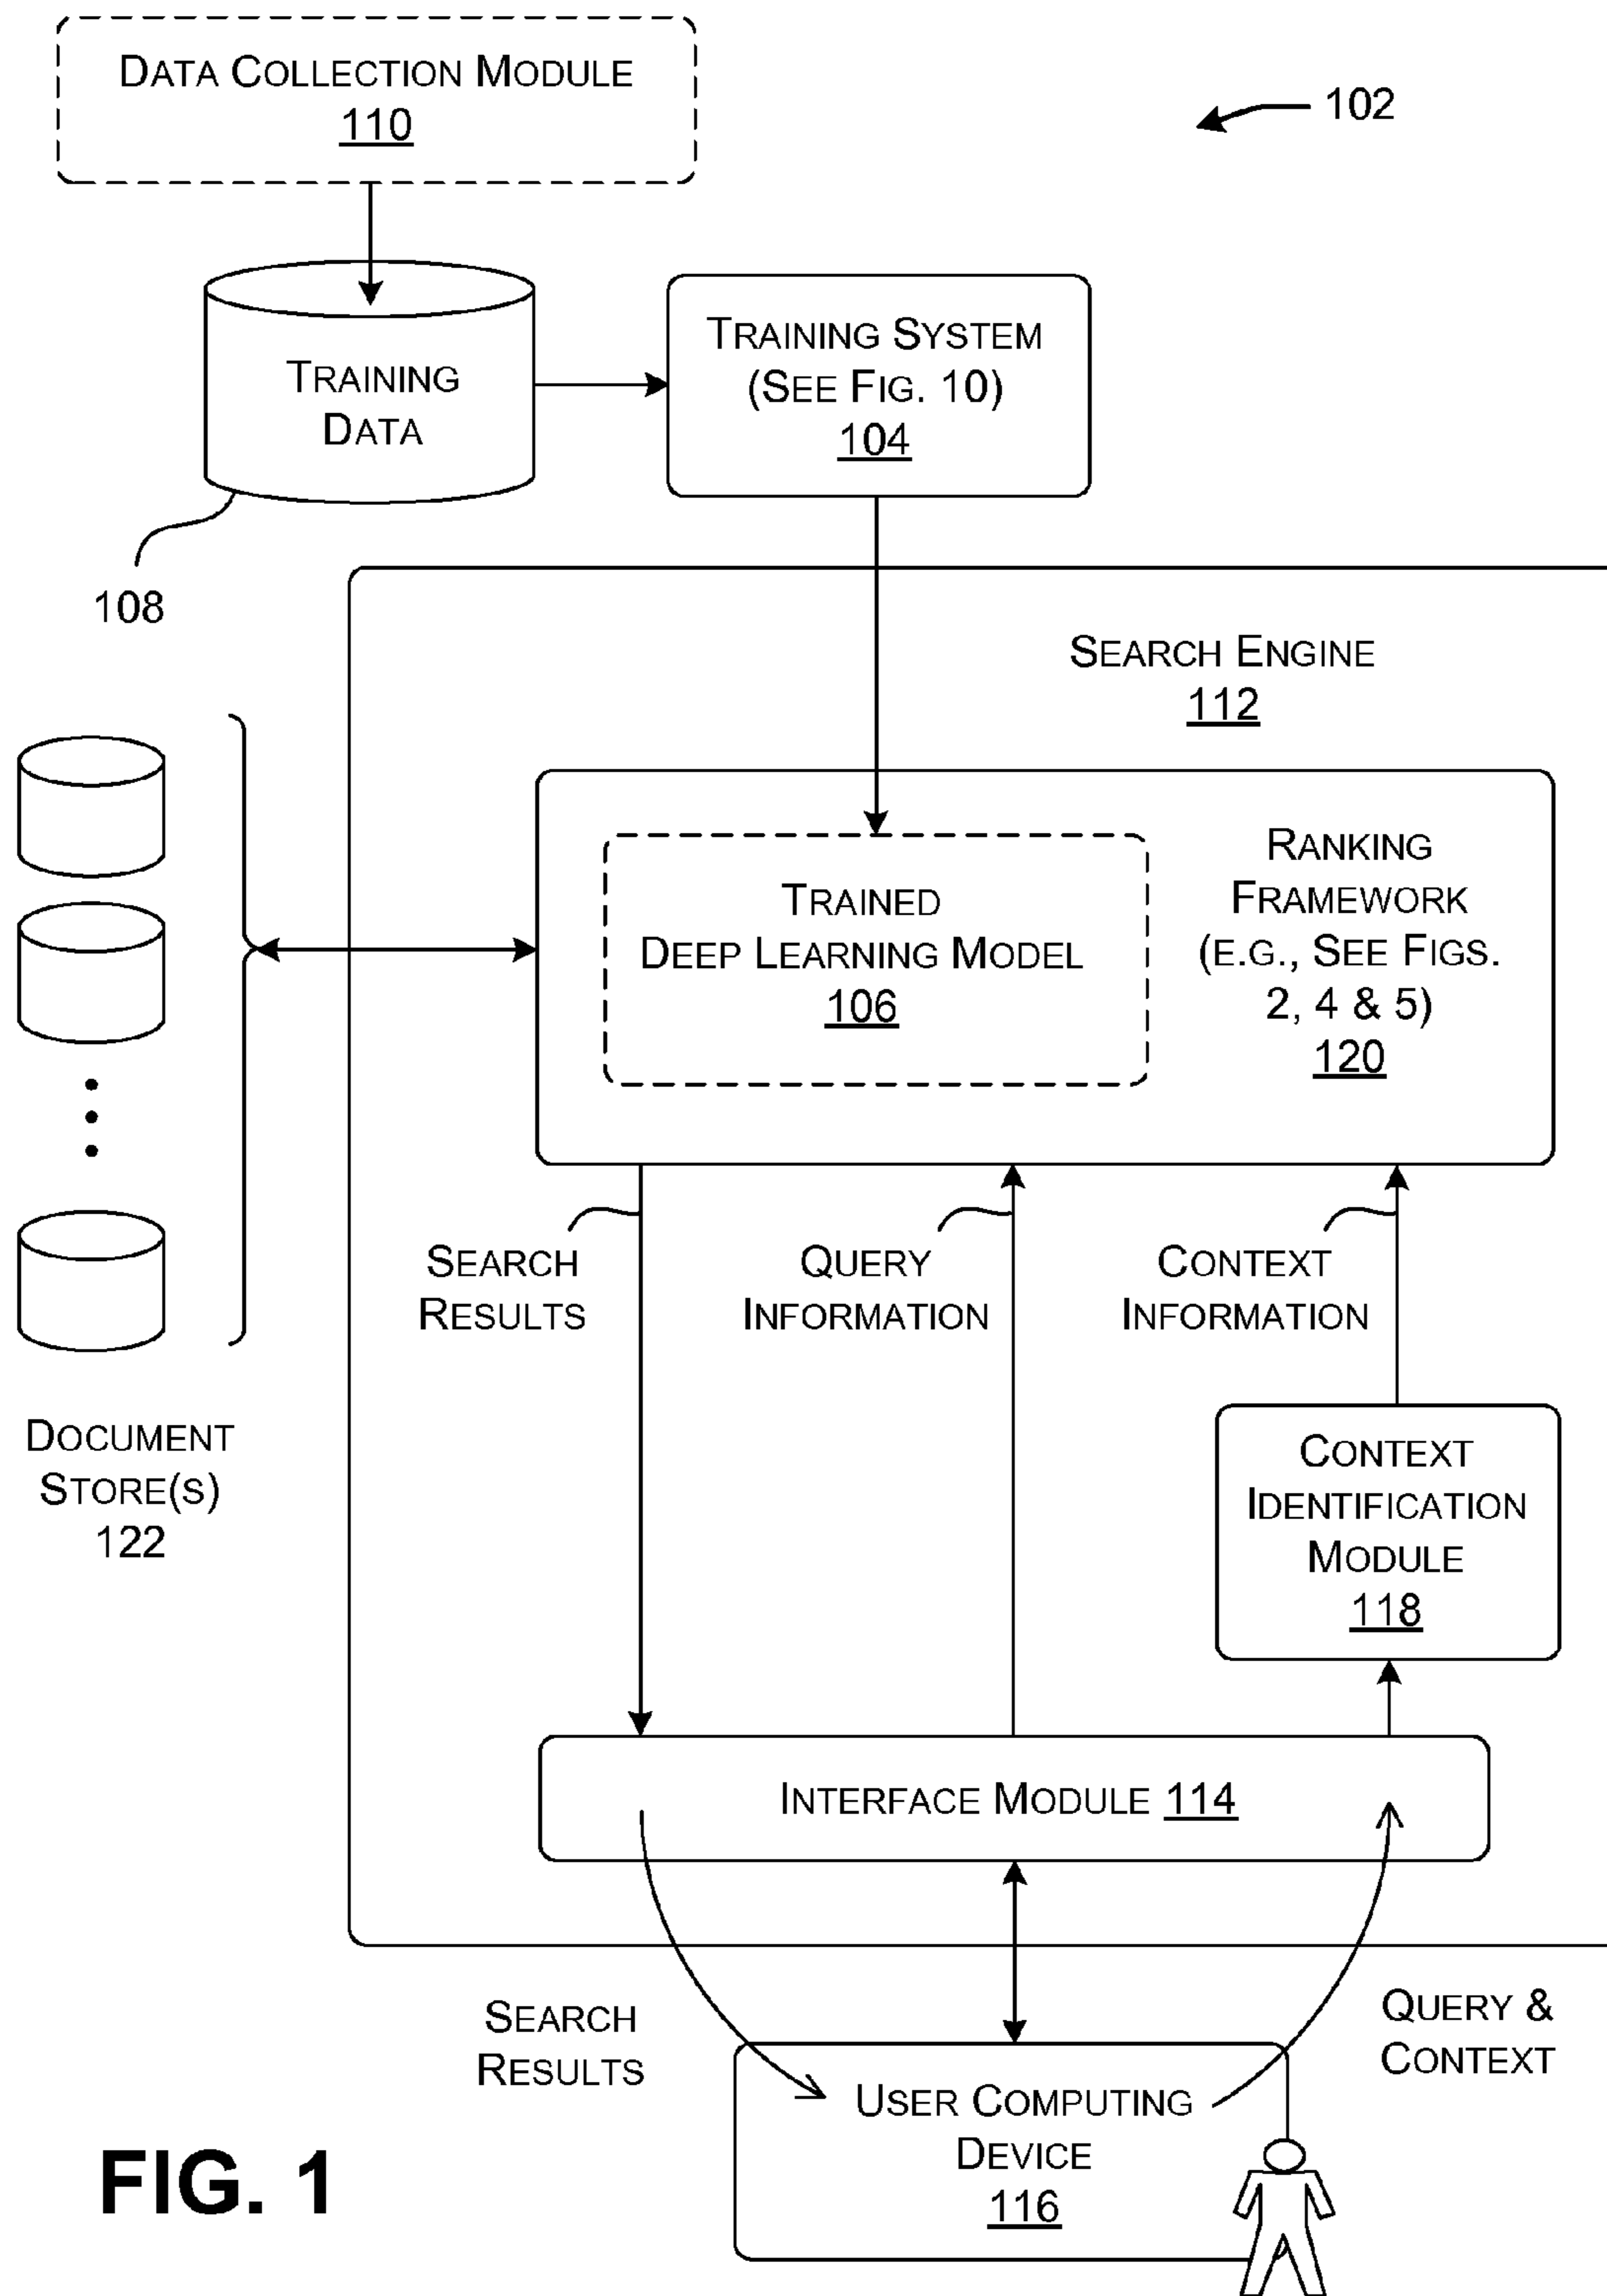 DATA COLLECTION MODULE
110
102
TRAINING
DATA
108
TRAINING SYSTEM
(SEE FIG. 10)
104
SEARCH ENGINE
112
TRAINED
DEEP LEARNING MODEL
106
RANKING
FRAMEWORK
(E.G., SEE FIGS.
2, 4 & 5)
120
SEARCH
RESULTS
QUERY
INFORMATION
CONTEXT
INFORMATION
DOCUMENT
STORE(S)
122
CONTEXT
IDENTIFICATION
MODULE
118
INTERFACE MODULE 114
SEARCH
RESULTS
QUERY &
CONTEXT
USER COMPUTING
DEVICE
116
FIG. 1